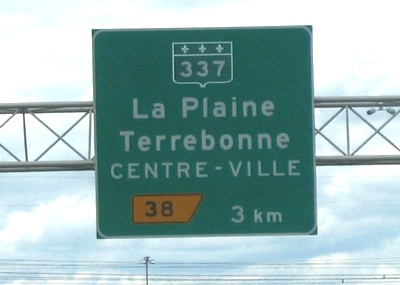 337
La Plaine
Terrebonne
CENTRE-VILLE
38 3 km